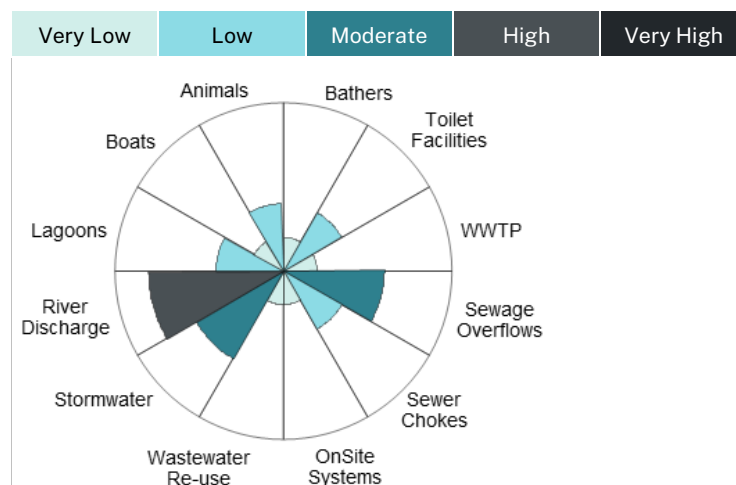 Very Low
Low
Moderate
High
Very High
Animals
Bathers
Toilet
Facilities
Boats
Lagoons
WWTP
River
Discharge
Sewage
Overflows
Stormwater
Sewer
Chokes
Wastewater
Re-use
OnSite
Systems